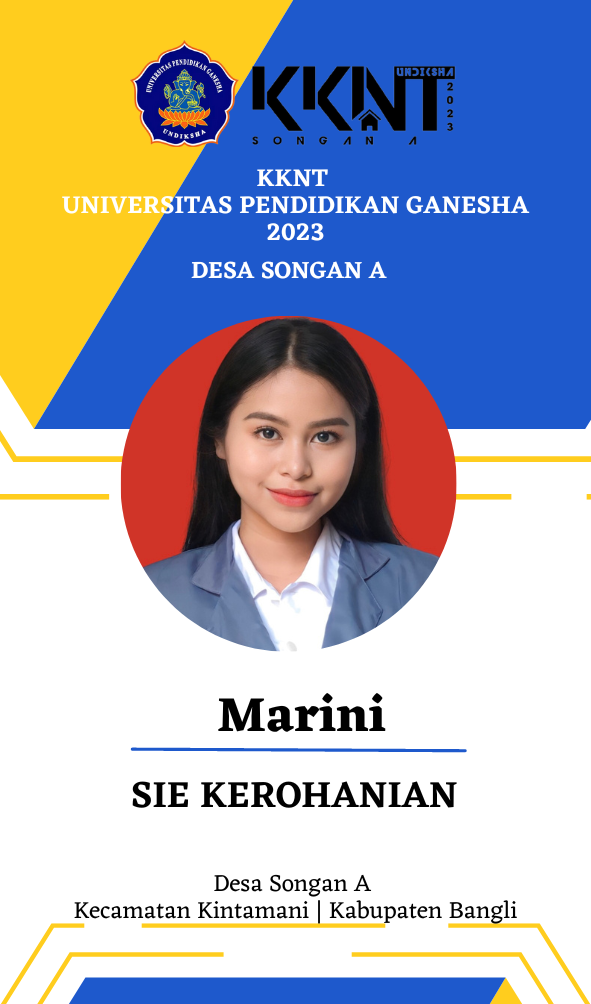 UNIVERSITAS PENDIDIKAN GANESHA
UNDIKSHA
KKNT
UNDIKSHA
2023
SONGAN A
KKNT
UNIVERSITAS PENDIDIKAN GANESHA
2023
DESA SONGAN A
Marini
SIE KEROHANIAN
Desa Songan A
Kecamatan Kintamani | Kabupaten Bangli